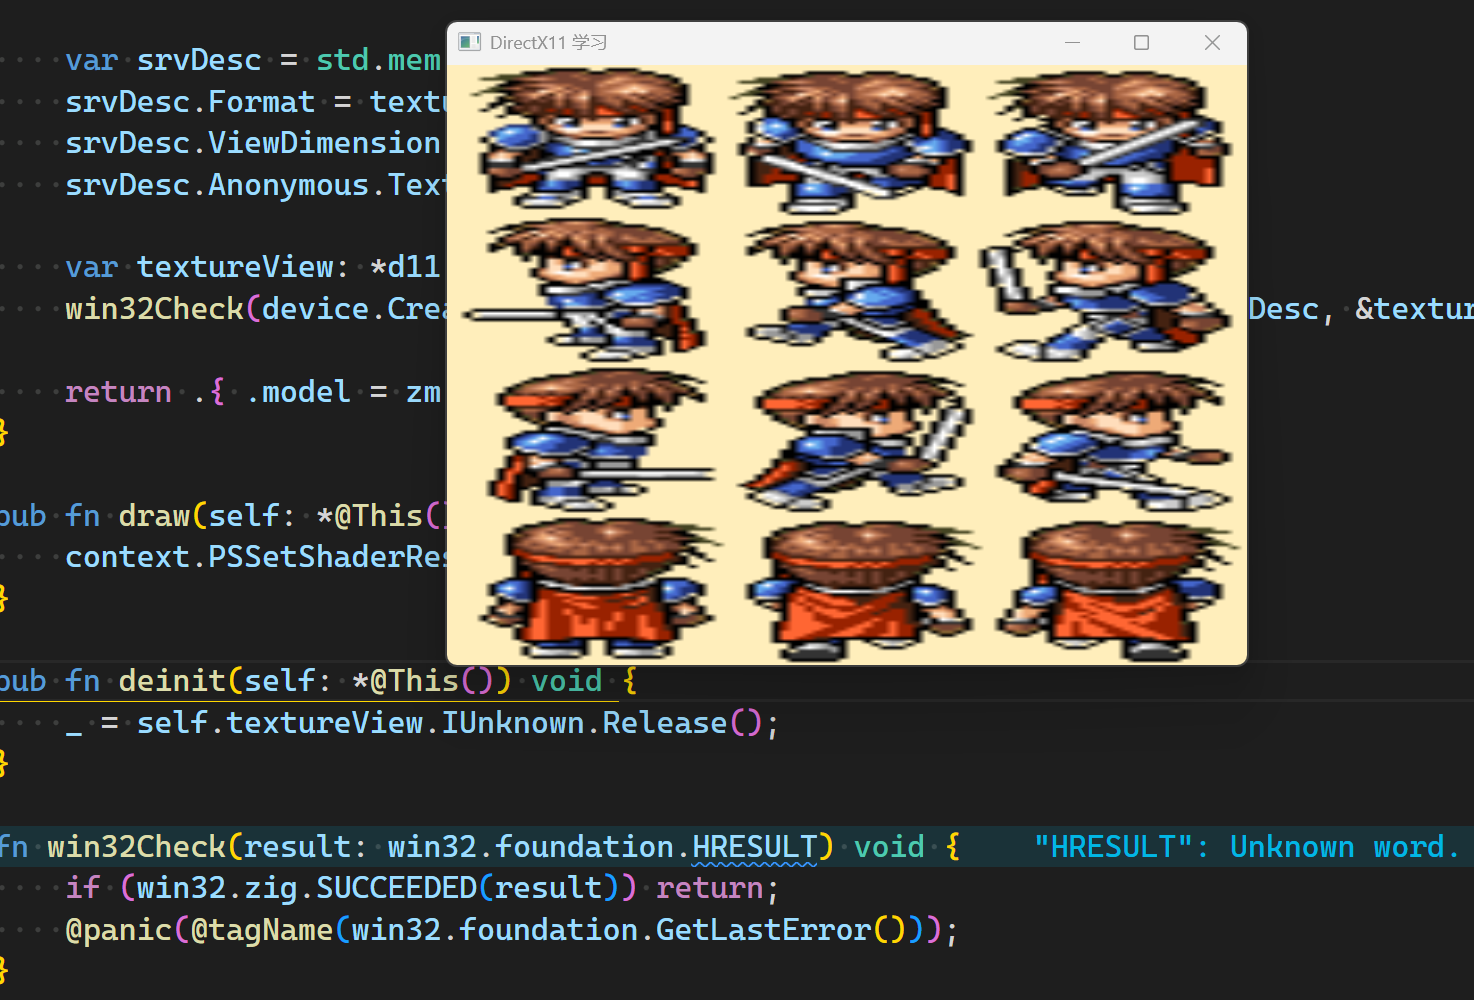 DirectX11 学习
var srvDesc = std.mem
srvDesc.Format = textu
srvDesc.ViewDimension
srvDesc.Anonymous.Text
var textureView: *d11
win32Check(device.Crea Desc, &textur
return .{ .model = zm
}
pub fn draw(self: *@This()
context.PSSetShaderRes
}
pub fn deinit(self: *@This()) void {
_ = self.textureView.IUnknown.Release();
}
fn win32Check(result: win32.foundation.HRESULT) void { "HRESULT": Unknown word.
if (win32.zig.SUCCEEDED(result)) return;
@panic(@tagName(win32.foundation.GetLastError()));
}